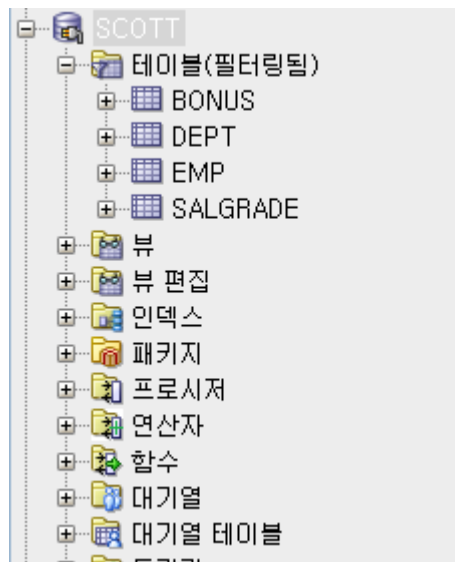 SCOTT
테이블(필터링됨)
BONUS
DEPT
EMP
SALGRADE
뷰
뷰 편집
인덱스
패키지
프로시저
연산자
함수
대기열
대기열 테이블